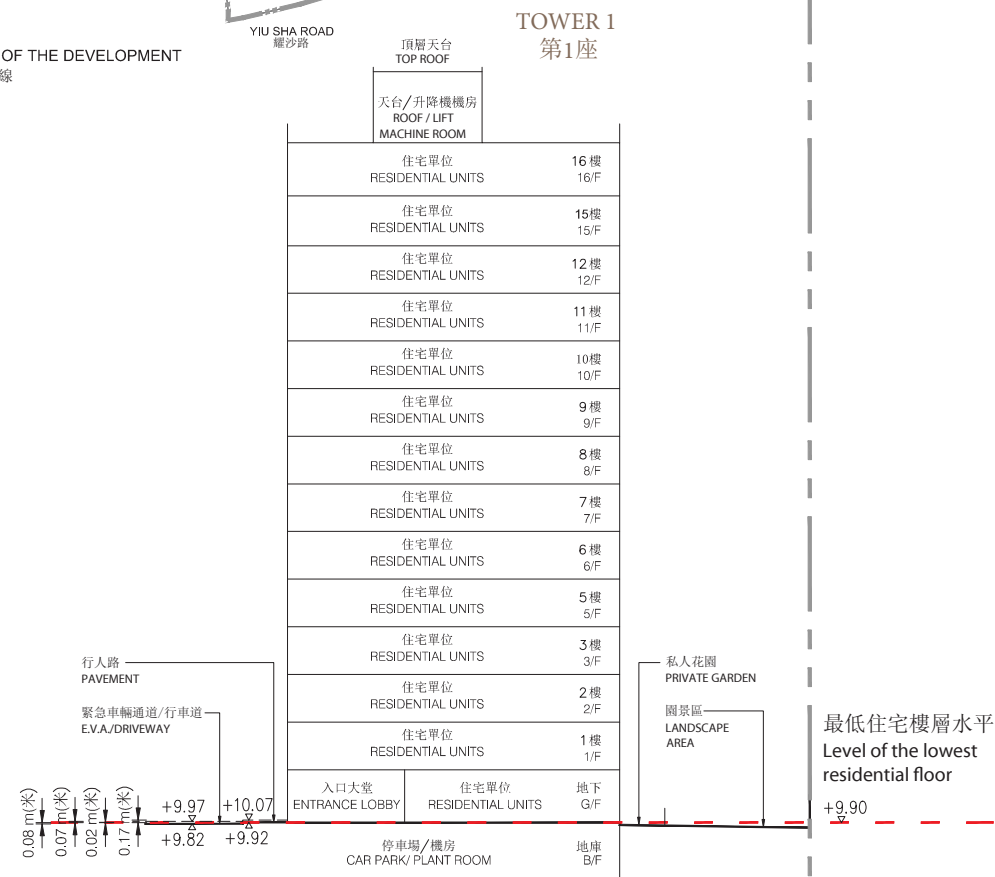 YIU SHA ROAD
耀沙路
TOWER 1
第1座
OF THE DEVELOPMENT
線
頂層天台
TOP ROOF
天台/升降機機房
ROOF / LIFT
MACHINE ROOM
住宅單位 16 樓
RESIDENTIAL UNITS 16/F
住宅單位 15樓
RESIDENTIAL UNITS 15/F
住宅單位 12 樓
RESIDENTIAL UNITS 12/F
住宅單位 11 樓
RESIDENTIAL UNITS 11/F
住宅單位 10樓
RESIDENTIAL UNITS 10/F
住宅單位 9 樓
RESIDENTIAL UNITS 9/F
住宅單位 8 樓
RESIDENTIAL UNITS 8/F
住宅單位 7 樓
RESIDENTIAL UNITS 7/F
住宅單位 6 樓
RESIDENTIAL UNITS 6/F
住宅單位 5 樓
RESIDENTIAL UNITS 5/F
住宅單位 3 樓
RESIDENTIAL UNITS 3/F
住宅單位 2 樓
RESIDENTIAL UNITS 2/F
住宅單位 1 樓
RESIDENTIAL UNITS 1/F
行人路
PAVEMENT
緊急車輛通道/行車道
E.V.A./DRIVEWAY
私人花園
PRIVATE GARDEN
園景區
LANDSCAPE
AREA
最低住宅樓層水平
Level of the lowest
residential floor
+9.90
入口大堂 住宅單位 地下
ENTRANCE LOBBY RESIDENTIAL UNITS G/F
0.08 m(米)
0.07 m(米)
0.02 m(米)
0.17 m(米)
+9.97 +10.07
+9.82 +9.92
停車場/機房 地庫
CAR PARK/ PLANT ROOM B/F